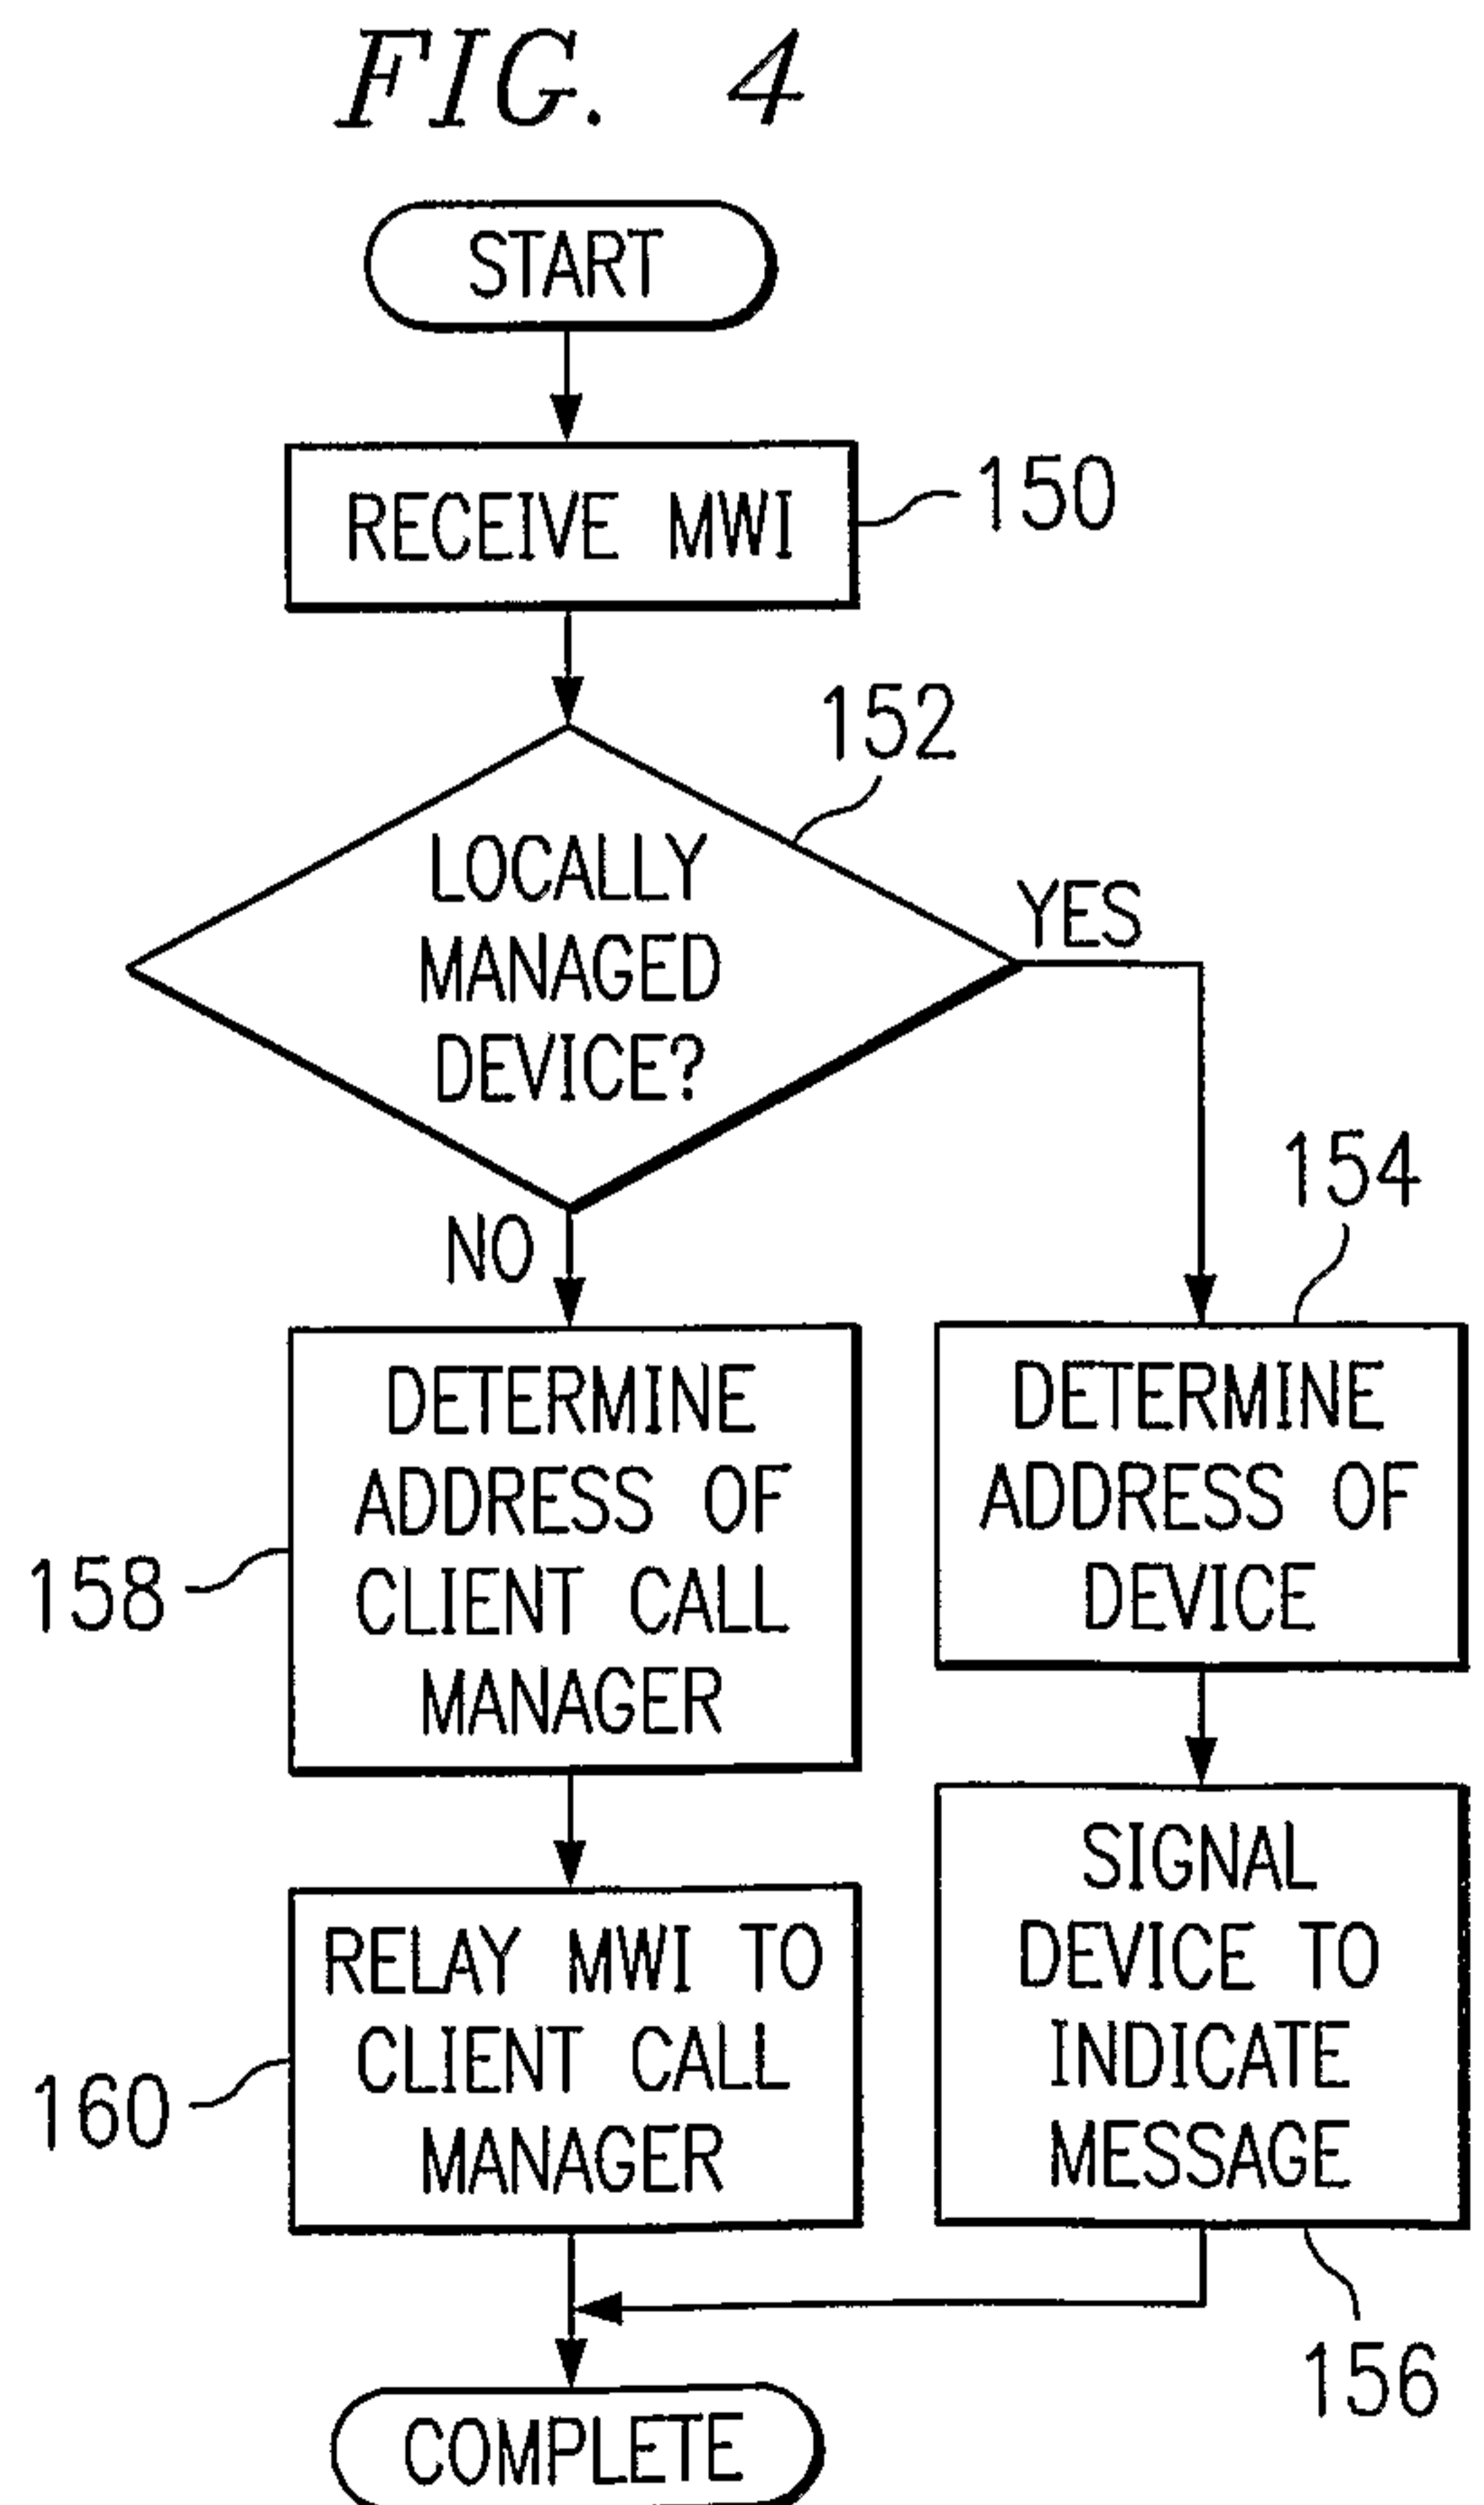 FIG. 4
START
RECEIVE MWI
150
152
LOCALLY
MANAGED
DEVICE?
YES
NO
154
DETERMINE
ADDRESS OF
CLIENT CALL
MANAGER
158
DETERMINE
ADDRESS OF
DEVICE
RELAY MWI TO
CLIENT CALL
MANAGER
160
SIGNAL
DEVICE TO
INDICATE
MESSAGE
156
COMPLETE